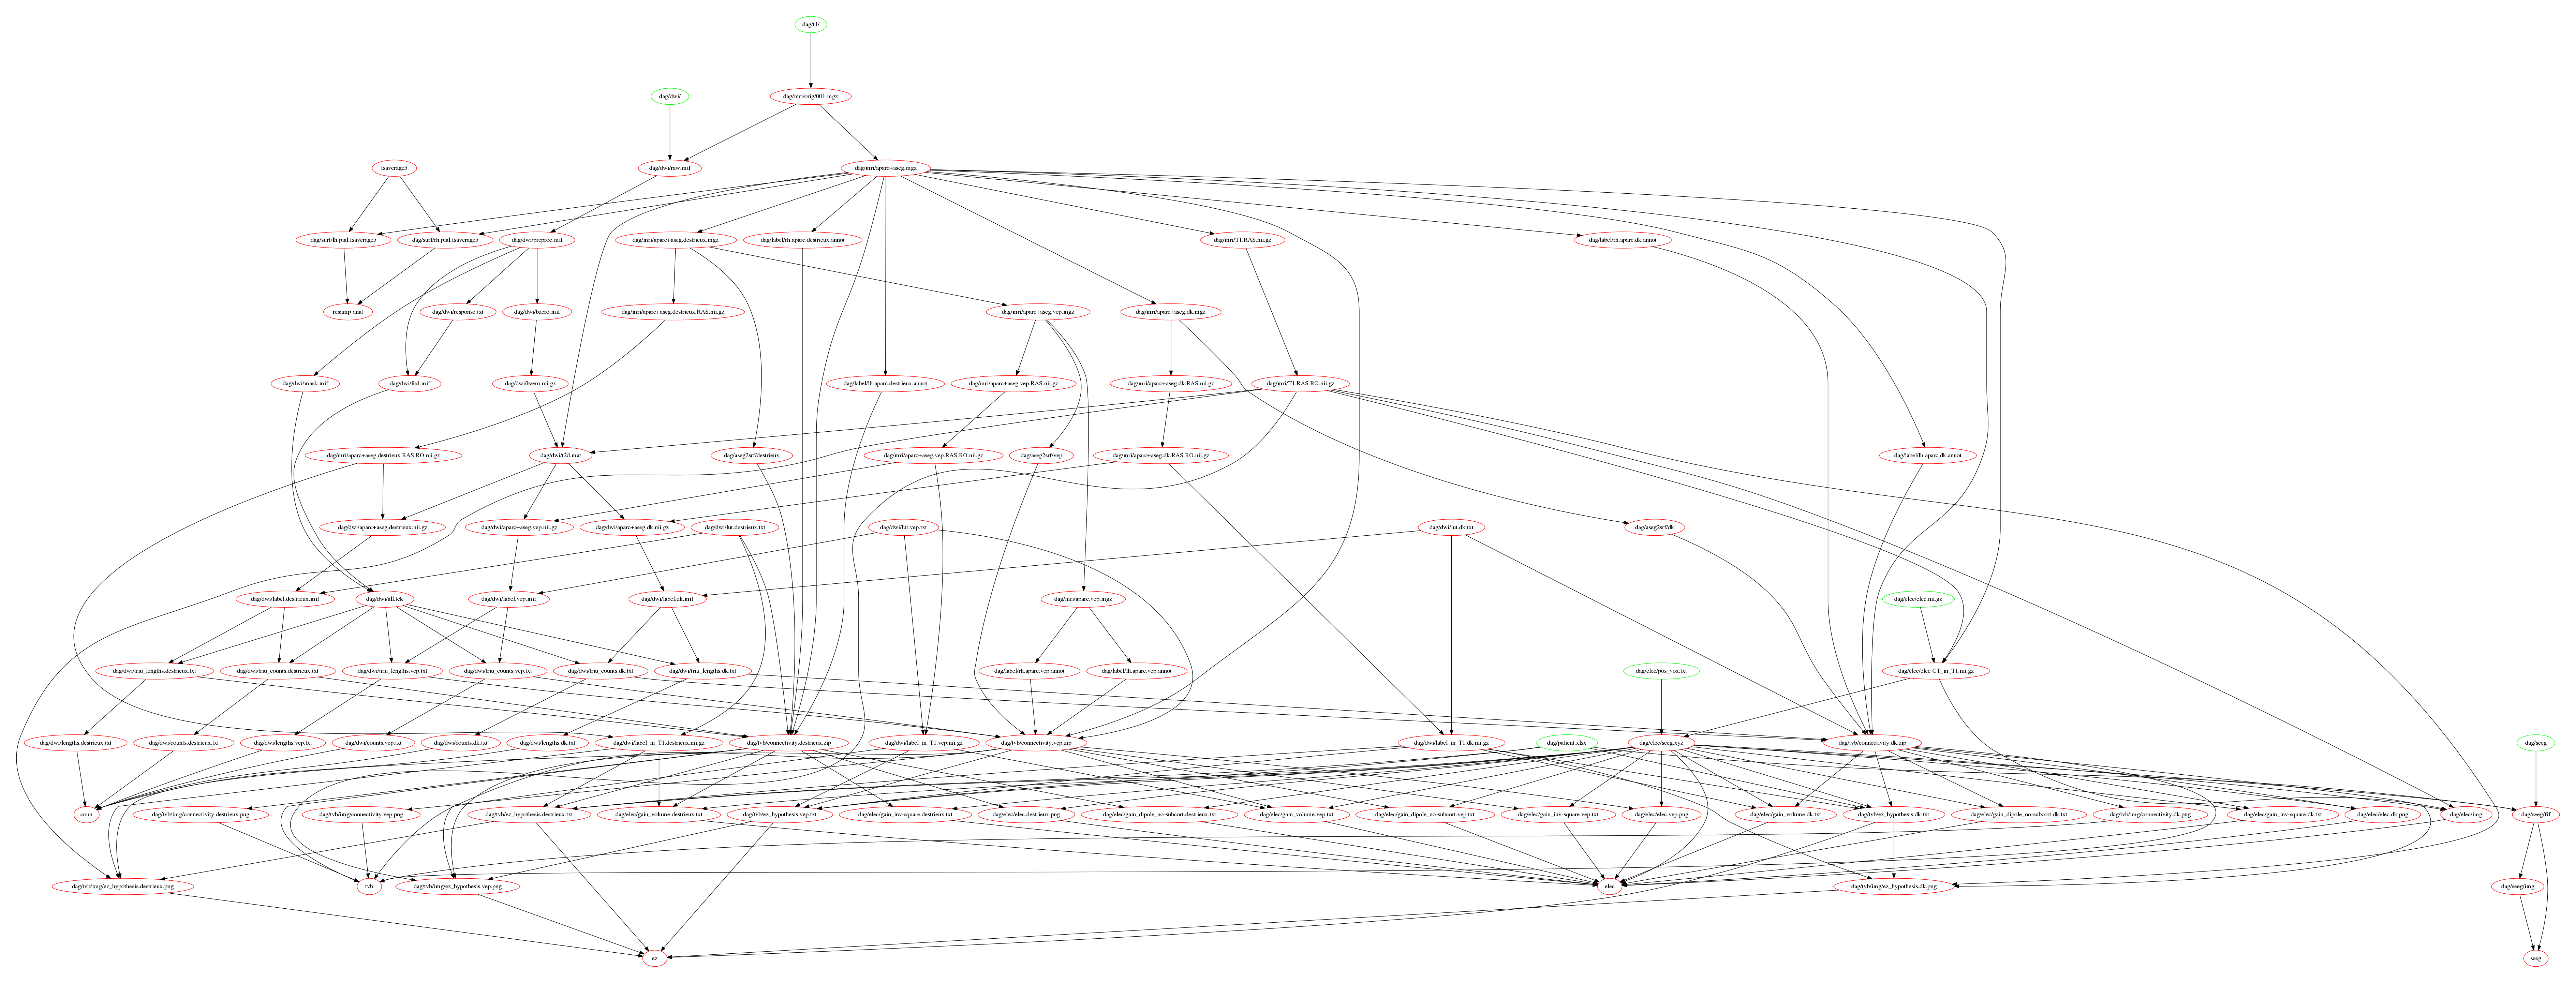 dag/t1/
dag/dwi/
dag/mri/orig/001.mgz
fsaverage5
dag/dwi/raw.mif
dag/mri/aparc+aseg.mgz
dag/surf/lh.pial.fsaverage5
dag/surf/rh.pial.fsaverage5
dag/dwi/preproc.mif
dag/mri/aparc+aseg.destrieux.mgz
dag/label/rh.aparc.destrieux.annot
dag/mri/T1.RAS.nii.gz
dag/label/rh.aparc.dk.annot
resamp-anat
dag/dwi/response.txt
dag/dwi/bzero.mif
dag/mri/aparc+aseg.destrieux.RAS.nii.gz
dag/mri/aparc+aseg.vep.mgz
dag/mri/aparc+aseg.dk.mgz
dag/dwi/mask.mif
dag/dwi/fod.mif
dag/dwi/bzero.nii.gz
dag/label/lh.aparc.destrieux.annot
dag/mri/aparc+aseg.vep.RAS.nii.gz
dag/mri/aparc+aseg.dk.RAS.nii.gz
dag/mri/T1.RAS.RO.nii.gz
dag/mri/aparc+aseg.destrieux.RAS.RO.nii.gz
dag/dwi/t2d.mat
dag/aseg2srf/destrieux
dag/mri/aparc+aseg.vep.RAS.RO.nii.gz
dag/aseg2srf/vep
dag/mri/aparc+aseg.dk.RAS.RO.nii.gz
dag/label/lh.aparc.dk.annot
dag/dwi/aparc+aseg.destrieux.nii.gz
dag/dwi/aparc+aseg.vep.nii.gz
dag/dwi/aparc+aseg.dk.nii.gz
dag/dwi/lut.destrieux.txt
dag/dwi/lut.vep.txt
dag/dwi/lut.dk.txt
dag/aseg2srf/dk
dag/dwi/label.destrieux.mif
dag/dwi/all.tck
dag/dwi/label.vep.mif
dag/dwi/label.dk.mif
dag/mri/aparc.vep.mgz
dag/elec/elec.nii.gz
dag/dwi/triu_lengths.destrieux.txt
dag/dwi/triu_counts.destrieux.txt
dag/dwi/triu_lengths.vep.txt
dag/dwi/triu_counts.vep.txt
dag/dwi/triu_counts.dk.txt
dag/dwi/triu_lengths.dk.txt
dag/label/rh.aparc.vep.annot
dag/label/lh.aparc.vep.annot
dag/elec/pos_vox.txt
dag/elec/elec-CT_in_T1.nii.gz
dag/dwi/lengths.destrieux.txt
dag/dwi/counts.destrieux.txt
dag/dwi/lengths.vep.txt
dag/dwi/counts.vep.txt
dag/dwi/counts.dk.txt
dag/dwi/lengths.dk.txt
dag/dwi/label_in_T1.destrieux.nii.gz
dag/tvb/connectivity.destrieux.zip
dag/dwi/label_in_T1.vep.nii.gz
dag/tvb/connectivity.vep.zip
dag/dwi/label_in_T1.dk.nii.gz
dag/patient.xlsx
dag/elec/seeg.xyz
dag/tvb/connectivity.dk.zip
dag/seeg
conn
dag/tvb/img/connectivity.destrieux.png
dag/tvb/img/connectivity.vep.png
dag/tvb/ez_hypothesis.destrieux.txt
dag/elec/gain_volume.destrieux.txt
dag/tvb/ez_hypothesis.vep.txt
dag/elec/gain_inv-square.destrieux.txt
dag/elec/elec.destrieux.png
dag/elec/gain_dipole_no-subcort.destrieux.txt
dag/elec/gain_volume.vep.txt
dag/elec/gain_dipole_no-subcort.vep.txt
dag/elec/gain_inv-square.vep.txt
dag/elec/elec.vep.png
dag/elec/gain_volume.dk.txt
dag/tvb/ez_hypothesis.dk.txt
dag/elec/gain_dipole_no-subcort.dk.txt
dag/tvb/img/connectivity.dk.png
dag/elec/gain_inv-square.dk.txt
dag/elec/elec.dk.png
dag/elec/img
dag/seeg/fif
dag/tvb/img/ez_hypothesis.destrieux.png
tvb
dag/tvb/img/ez_hypothesis.vep.png
elec
dag/tvb/img/ez_hypothesis.dk.png
dag/seeg/img
ez
seeg